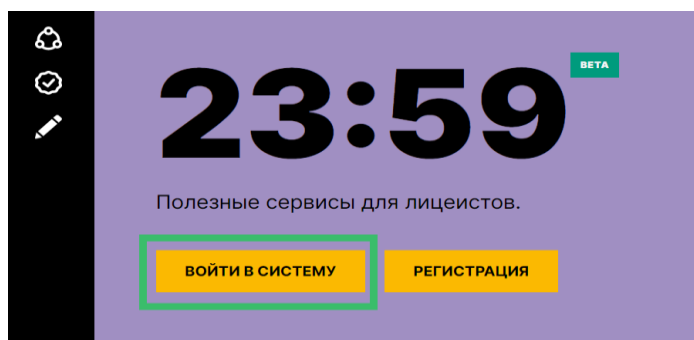 23:59
BETA
Полезные сервисы для лицеистов.
ВОЙТИ В СИСТЕМУ
РЕГИСТРАЦИЯ